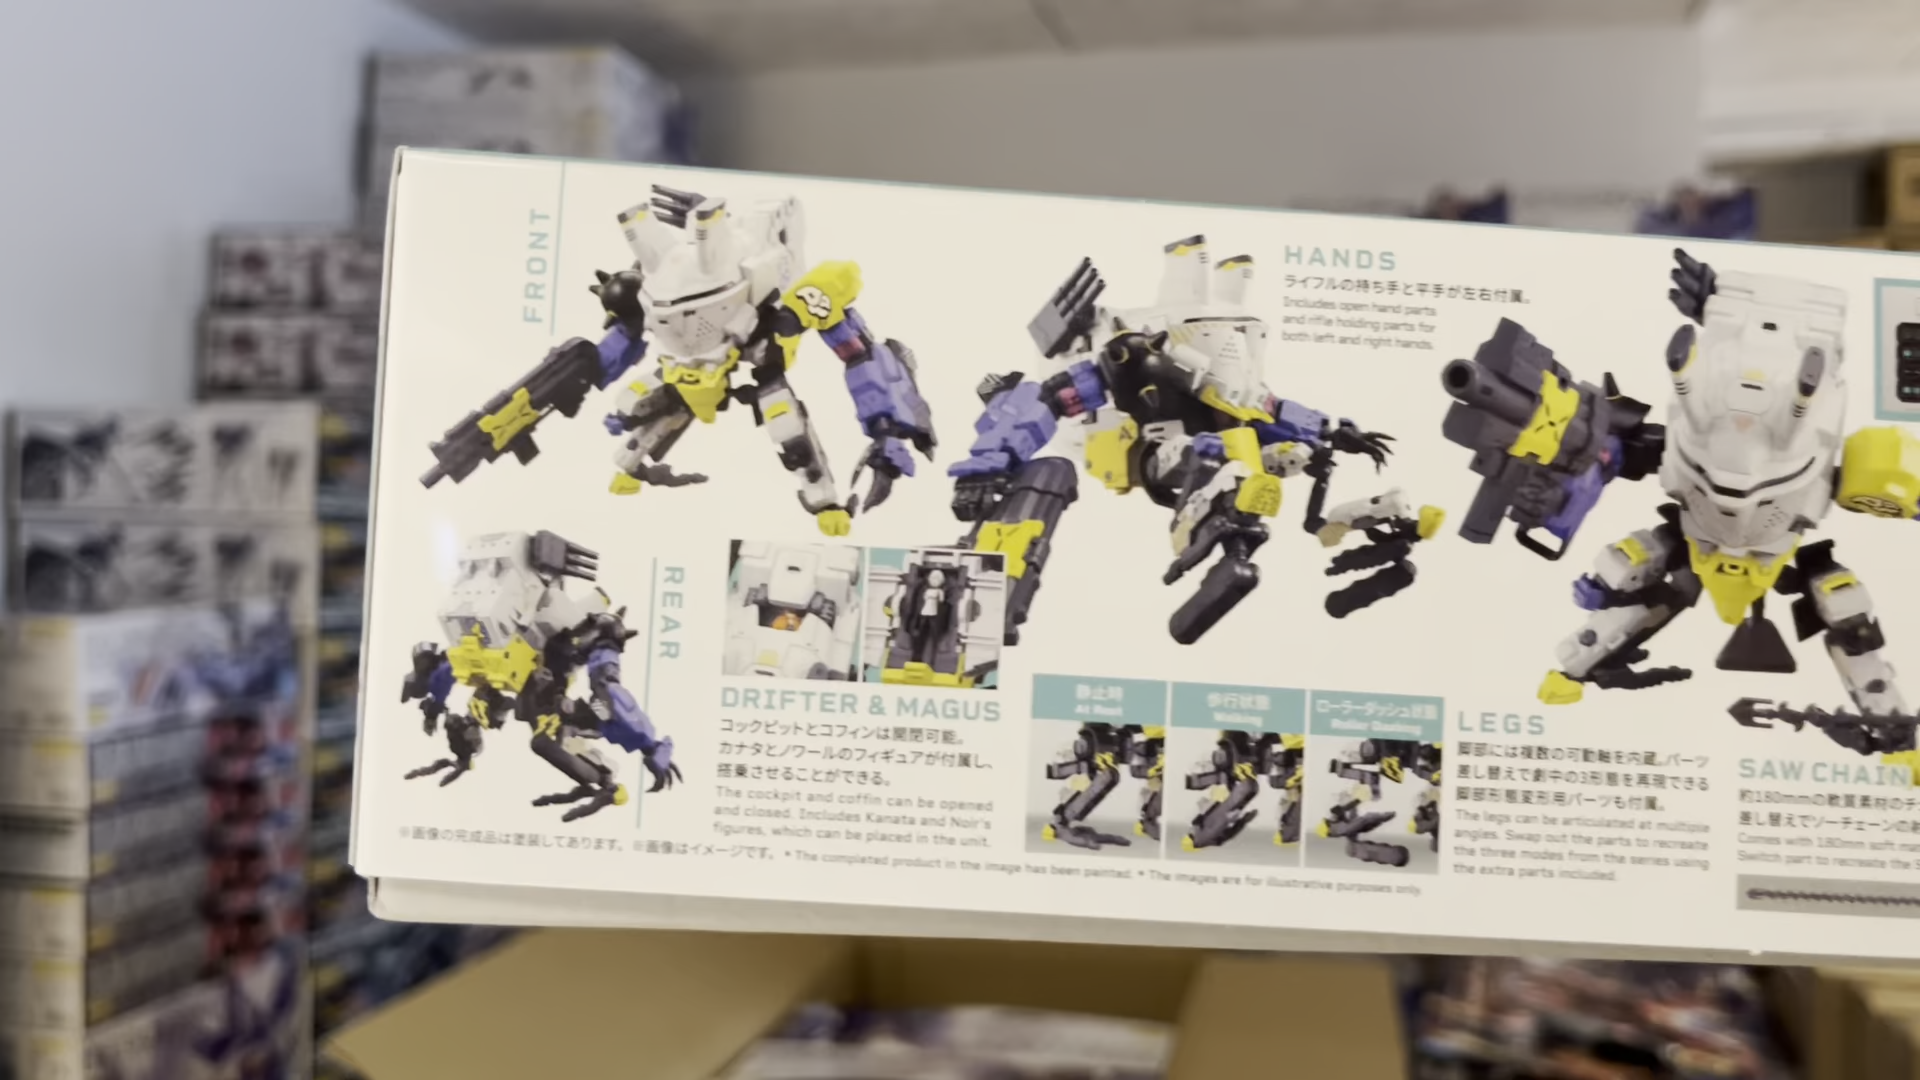 FRONT
HANDS
ライフルの持ち手と平手が左右付属。
Includes open hand parts
and rifle holding parts for
both left and right hands.
REAR
DRIFTER & MAGUS
コックピットとコフィンは開閉可能。
カナタとノワールのフィギュアが付属し、
搭乗させることができる。
The cockpit and coffin can be opened
and closed. Includes Kanata and Noir's
figures, which can be placed in the unit.
静止時
At Rest
歩行状態
Walking
ローラーダッシュ状態
Roller Dashing
LEGS
脚部には複数の可動軸を内蔵。パーツ
差し替えで劇中の3形態を再現できる
脚部形態変形用パーツも付属。
The legs can be articulated at multiple
angles. Swap out the parts to recreate
the three modes from the series using
the extra parts included.
SAW CHAIN
約180mmの軟質素材のチ
差し替えでソーチェーンの
Comes with 180mm soft
Switch part to recreate the
※画像の完成品は塗装してあります。※画像はイメージです。 * The completed product in the image has been painted. * The images are for illustrative purposes only.